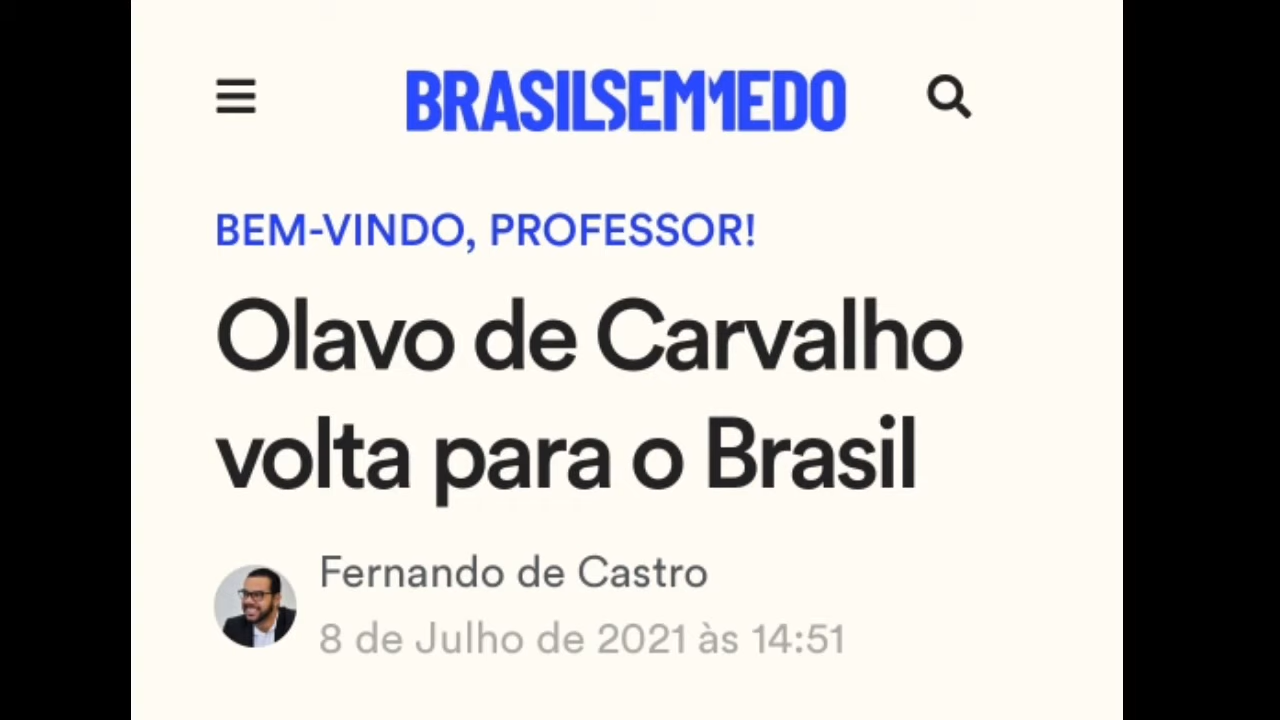 BRASILSEMMEDO
BEM-VINDO, PROFESSOR!
Olavo de Carvalho
volta para o Brasil
Fernando de Castro
8 de Julho de 2021 às 14:51